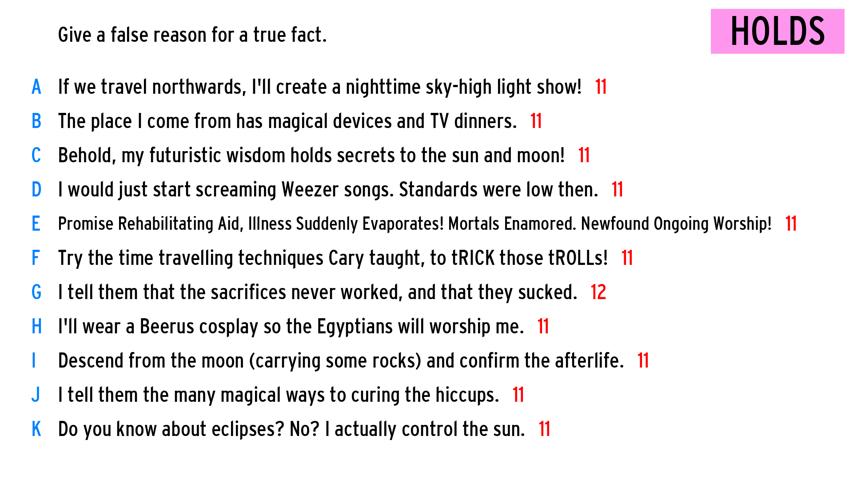 Give a false reason for a true fact.
HOLDS
A If we travel northwards, I'll create a nighttime sky-high light show! 11
B The place I come from has magical devices and TV dinners. 11
C Behold, my futuristic wisdom holds secrets to the sun and moon! 11
D I would just start screaming Weezer songs. Standards were low then. 11
E Promise Rehabilitating Aid, Illness Suddenly Evaporates! Mortals Enamored. Newfound Ongoing Worship! 11
F Try the time travelling techniques Cary taught, to tRICK those tROLLs! 11
G I tell them that the sacrifices never worked, and that they sucked. 12
H I'll wear a Beerus cosplay so the Egyptians will worship me. 11
I Descend from the moon (carrying some rocks) and confirm the afterlife. 11
J I tell them the many magical ways to curing the hiccups. 11
K Do you know about eclipses? No? I actually control the sun. 11